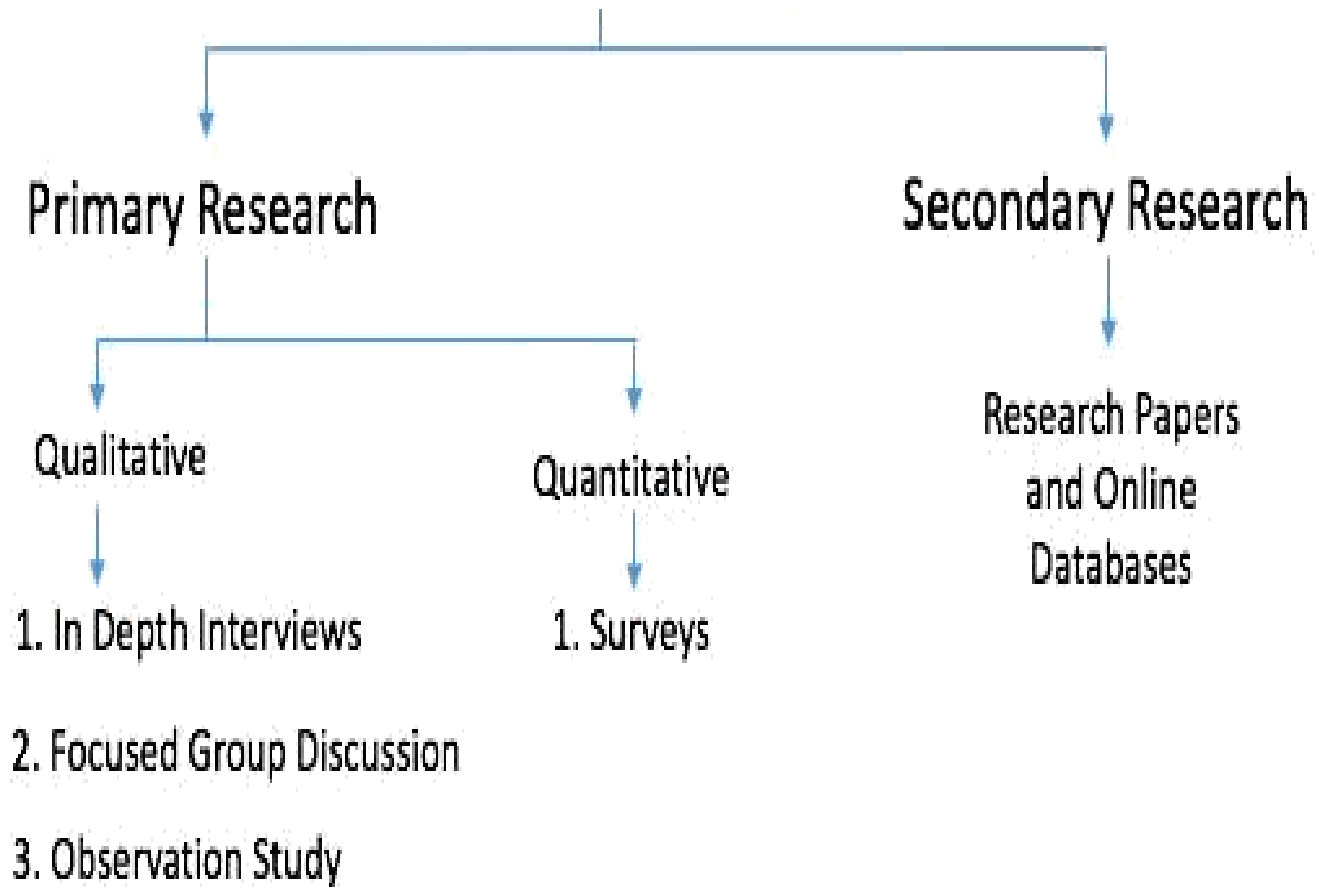 Primary Research
Secondary Research
Qualitative
Quantitative
Research Papers
and Online
Databases
1. In Depth Interviews
1. Surveys
2. Focused Group Discussion
3. Observation Study